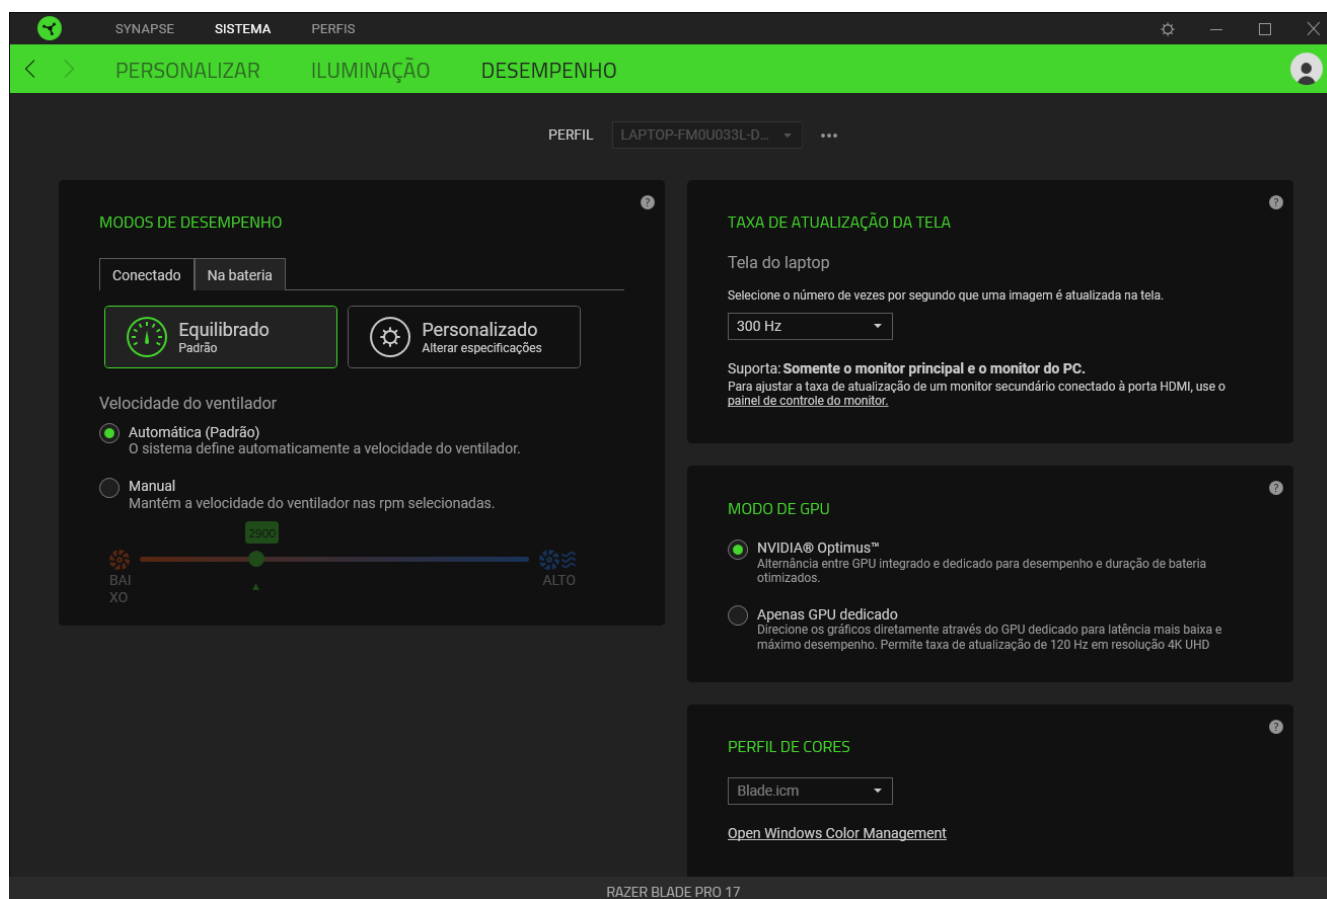 SYNAPSE SISTEMA PERFIS
PERSONALIZAR ILUMINAÇÃO DESEMPENHO
PERFIL LAPTOP-FM0U033L-D... •••
MODOS DE DESEMPENHO
Conectado Na bateria
Equilibrado
Padrão
Personalizado
Alterar especificações
Velocidade do ventilador
Automática (Padrão)
O sistema define automaticamente a velocidade do ventilador.
Manual
Mantém a velocidade do ventilador nas rpm selecionadas.
2900
BAI
XO
ALTO
TAXA DE ATUALIZAÇÃO DA TELA
Tela do laptop
Selecione o número de vezes por segundo que uma imagem é atualizada na tela.
300 Hz
Suporta: Somente o monitor principal e o monitor do PC.
Para ajustar a taxa de atualização de um monitor secundário conectado à porta HDMI, use o
painel de controle do monitor.
MODO DE GPU
NVIDIA® Optimus™
Alternância entre GPU integrado e dedicado para desempenho e duração de bateria
otimizados.
Apenas GPU dedicado
Direcione os gráficos diretamente através do GPU dedicado para latência mais baixa e
máximo desempenho. Permite taxa de atualização de 120 Hz em resolução 4K UHD
PERFIL DE CORES
Blade.icm
Open Windows Color Management
RAZER BLADE PRO 17